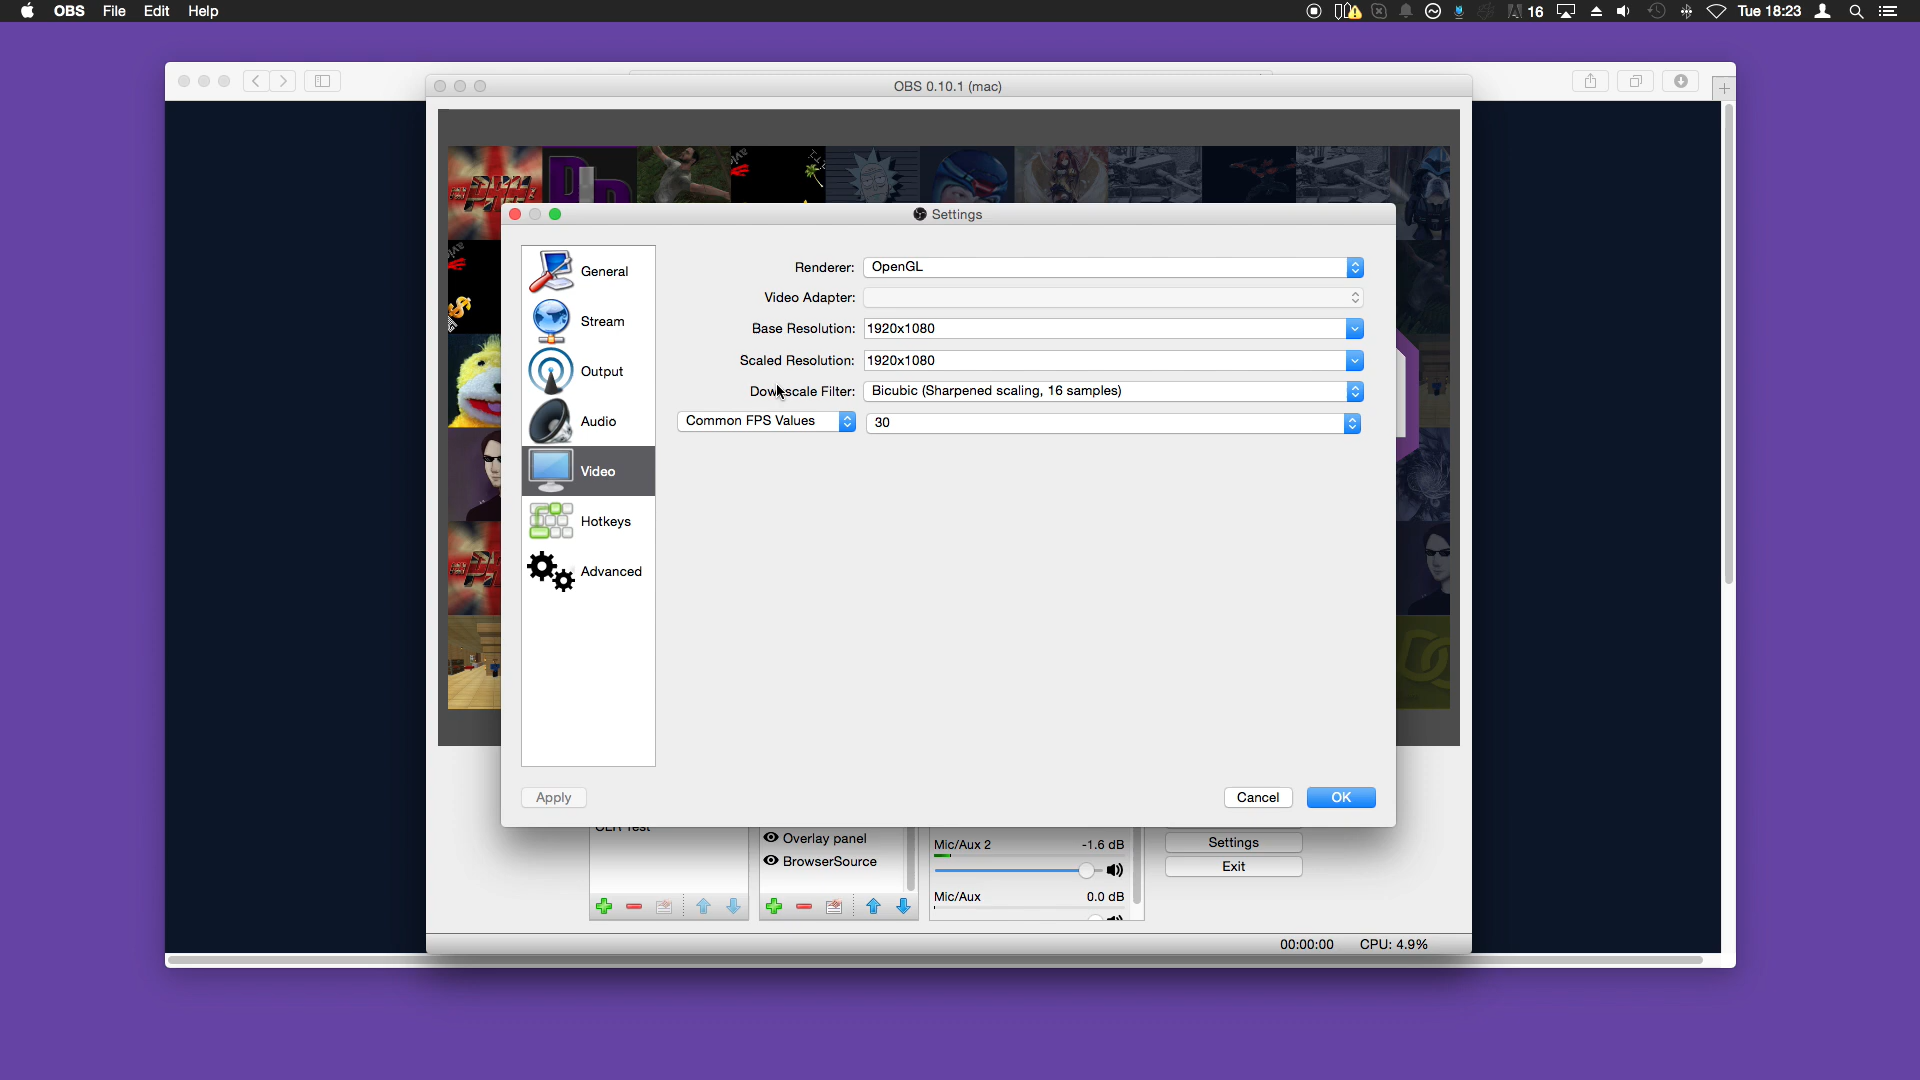 OBS File Edit Help
16 Tue 18:23
OBS 0.10.1 (mac)
Settings
General
Stream
Output
Audio
Video
Hotkeys
Advanced
Renderer: OpenGL
Video Adapter:
Base Resolution: 1920x1080
Scaled Resolution: 1920x1080
Downscale Filter: Bicubic (Sharpened scaling, 16 samples)
Common FPS Values 30
Apply
Cancel
OK
Overlay panel
BrowserSource
Mic/Aux 2 -1.6 dB
Mic/Aux 0.0 dB
Settings
Exit
00:00:00 CPU: 4.9%